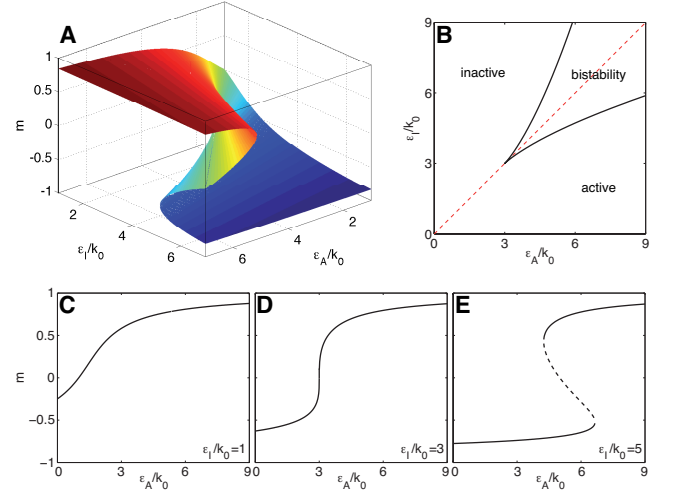 A
1
0.5
0
-0.5
-1
m
2
4
6
ε_I/k_0
6
4
2
ε_A/k_0
B
9
6
3
0
ε_I/k_0
inactive
bistability
active
0
3
6
9
ε_A/k_0
C
1
0.5
0
-0.5
-1
m
0
3
6
9
ε_A/k_0
ε_I/k_0=1
D
0
3
6
9
ε_A/k_0
ε_I/k_0=3
E
0
3
6
9
ε_A/k_0
ε_I/k_0=5